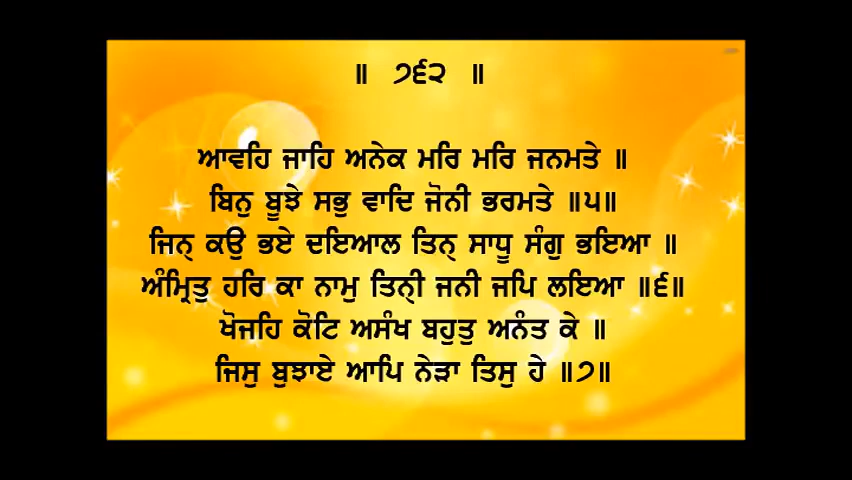 ॥ ੭੬੨ ॥
ਆਵਹਿ ਜਾਹਿ ਅਨੇਕ ਮਰਿ ਮਰਿ ਜਨਮਤੇ ॥
ਬਿਨੁ ਬੂਝੇ ਸਭੁ ਵਾਦਿ ਜੋਨੀ ਭਰਮਤੇ ॥੫॥
ਜਿਨੑ ਕਉ ਭਏ ਦਇਆਲ ਤਿਨੑ ਸਾਧੂ ਸੰਗੁ ਭਇਆ ॥
ਅੰਮ੍ਰਿਤੁ ਹਰਿ ਕਾ ਨਾਮੁ ਤਿਨੑੀ ਜਨੀ ਜਪਿ ਲਇਆ ॥੬॥
ਖੋਜਹਿ ਕੋਟਿ ਅਸੰਖ ਬਹੁਤੁ ਅਨੰਤ ਕੇ ॥
ਜਿਸੁ ਬੁਝਾਏ ਆਪਿ ਨੇੜਾ ਤਿਸੁ ਹੇ ॥੭॥